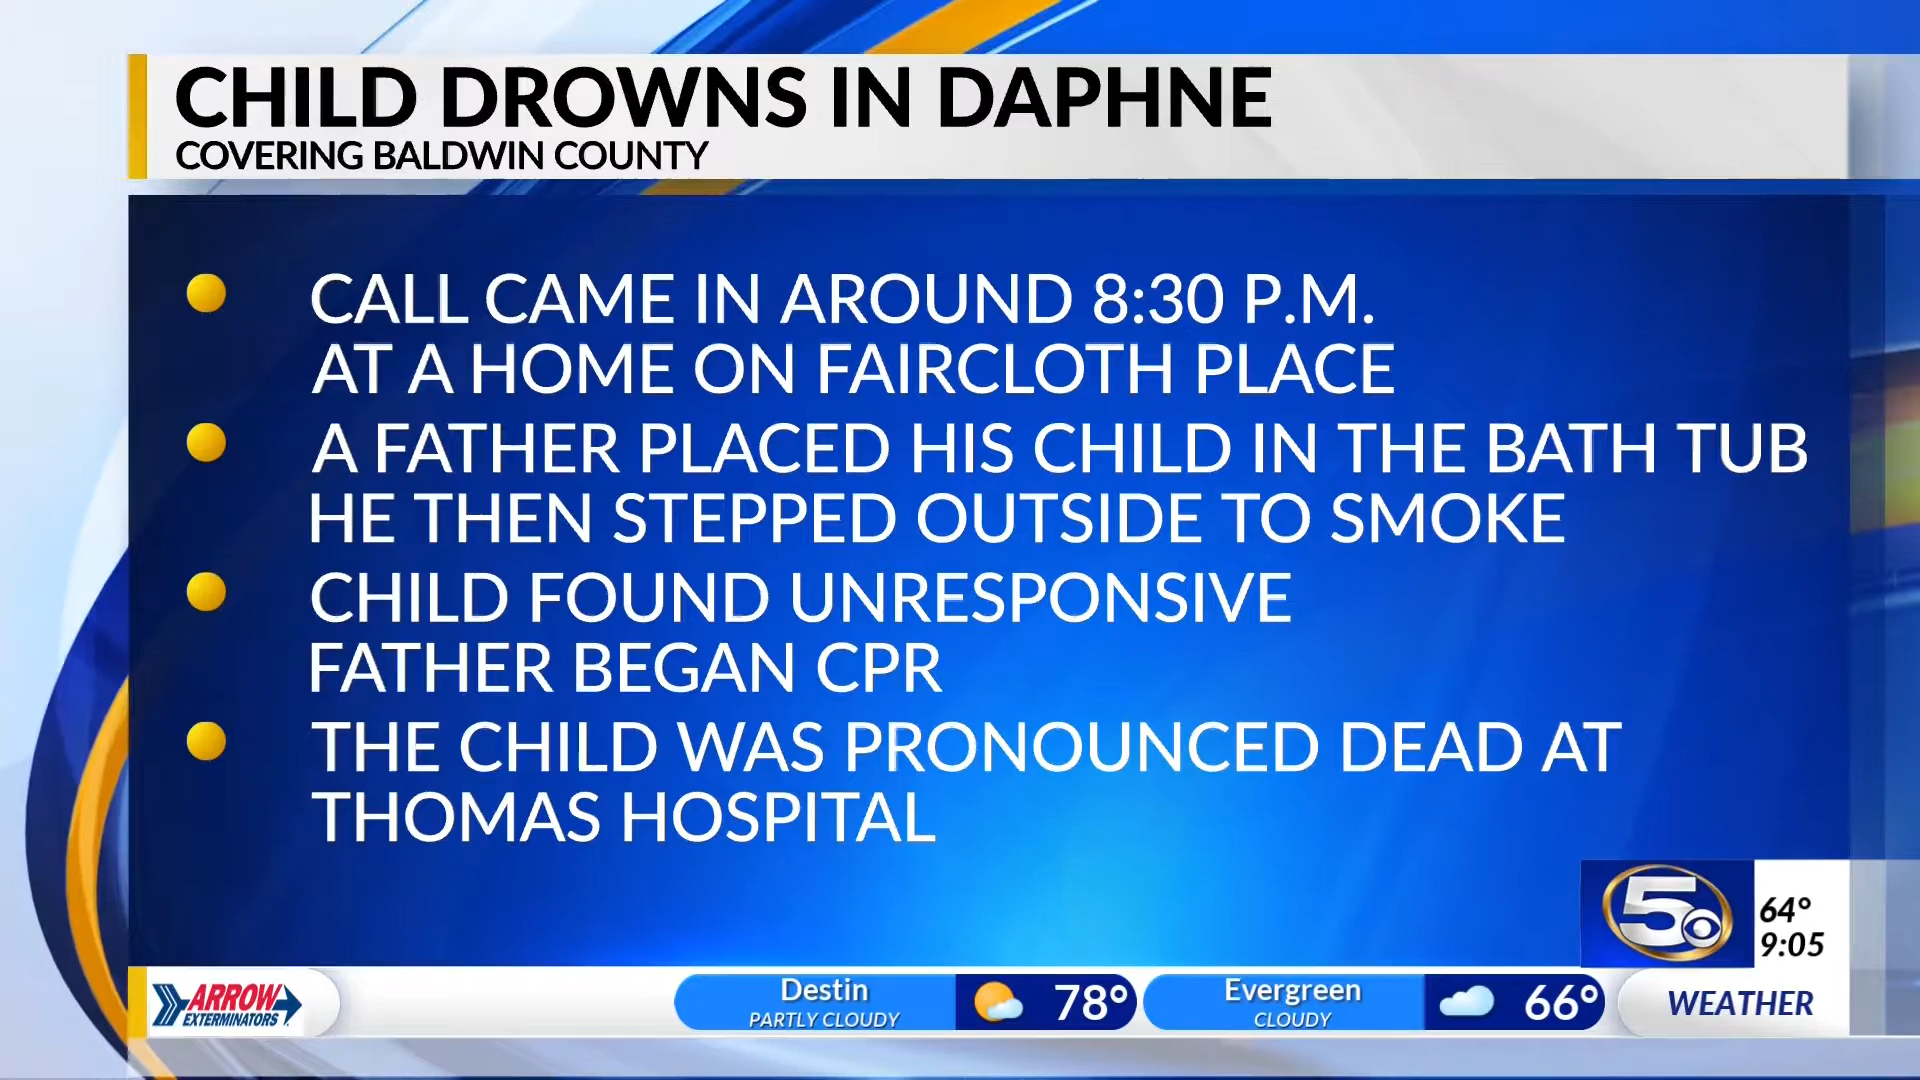 CHILD DROWNS IN DAPHNE
COVERING BALDWIN COUNTY
CALL CAME IN AROUND 8:30 P.M.
AT A HOME ON FAIRCLOTH PLACE
A FATHER PLACED HIS CHILD IN THE BATH TUB
HE THEN STEPPED OUTSIDE TO SMOKE
CHILD FOUND UNRESPONSIVE
FATHER BEGAN CPR
THE CHILD WAS PRONOUNCED DEAD AT
THOMAS HOSPITAL
5
64°
9:05
ARROW
EXTERMINATORS
Destin
PARTLY CLOUDY
78°
Evergreen
CLOUDY
66°
WEATHER